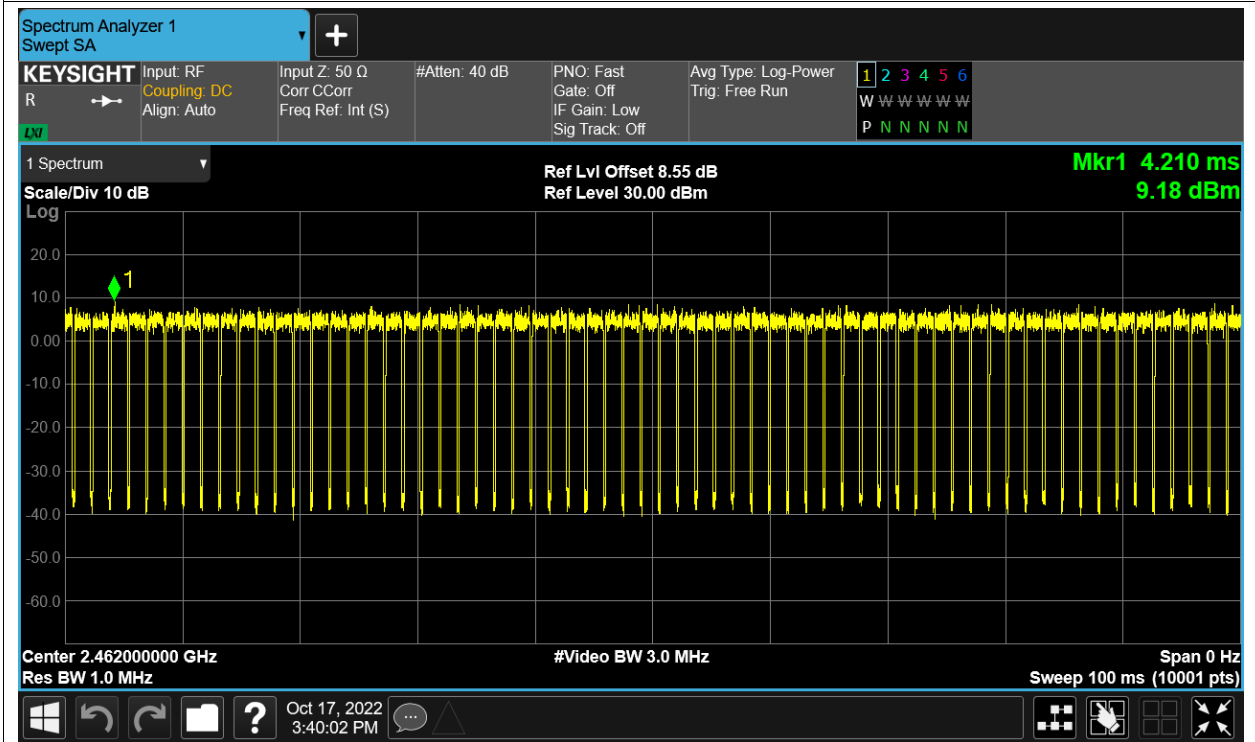 Spectrum Analyzer 1
Swept SA
KEYSIGHT
R
LXI
Input: RF
Coupling: DC
Align: Auto
Input Z: 50 Ω
Corr CCorr
Freq Ref: Int (S)
#Atten: 40 dB
PNO: Fast
Gate: Off
IF Gain: Low
Sig Track: Off
Avg Type: Log-Power
Trig: Free Run
1 2 3 4 5 6
W W W W W W
P N N N N N
1 Spectrum
Scale/Div 10 dB
Log
Ref Lvl Offset 8.55 dB
Ref Level 30.00 dBm
Mkr1 4.210 ms
9.18 dBm
1
20.0
10.0
0.00
-10.0
-20.0
-30.0
-40.0
-50.0
-60.0
Center 2.462000000 GHz
Res BW 1.0 MHz
#Video BW 3.0 MHz
Span 0 Hz
Sweep 100 ms (10001 pts)
?
Oct 17, 2022
3:40:02 PM